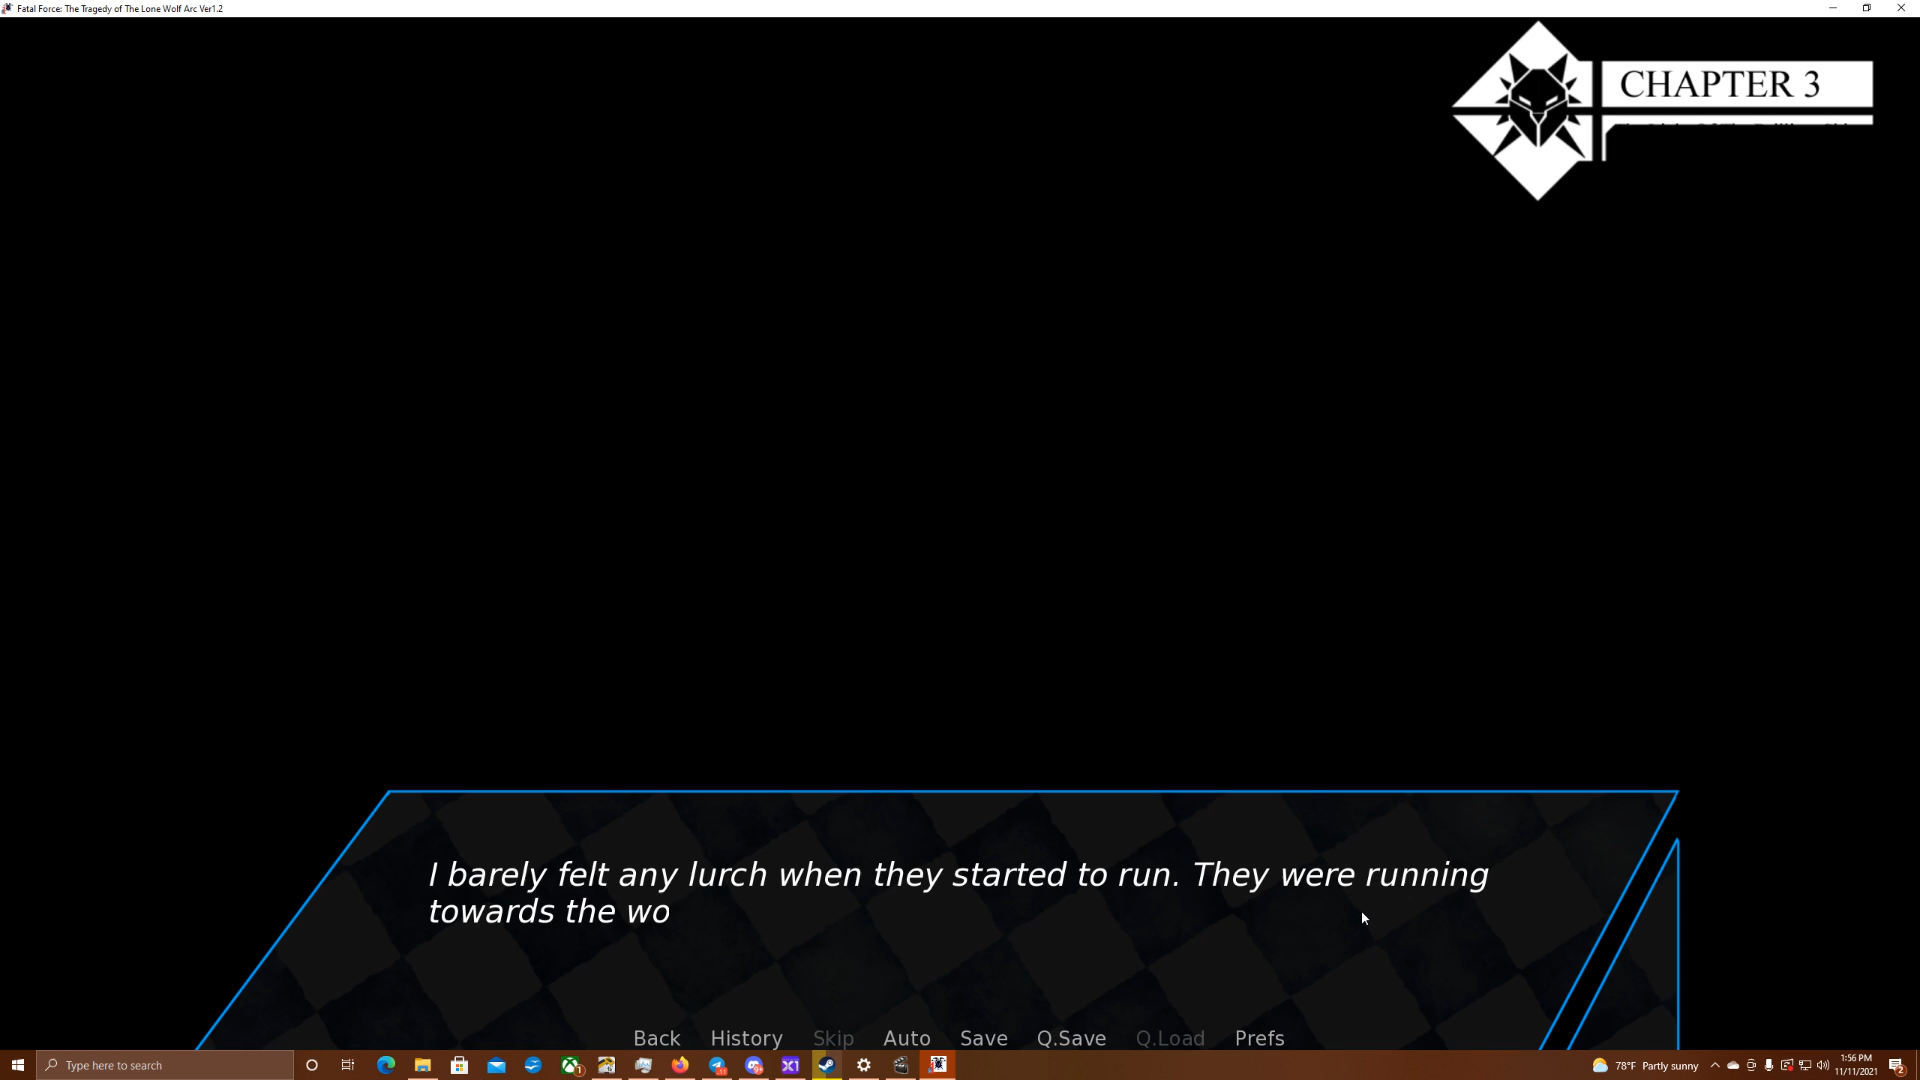 Fatal Force: The Tragedy of The Lone Wolf Arc Ver1.2
CHAPTER 3
I barely felt any lurch when they started to run. They were running
towards the wo
Back History Skip Auto Save Q.Save Q.Load Prefs
Type here to search
78°F Partly sunny
1:56 PM
11/11/2021